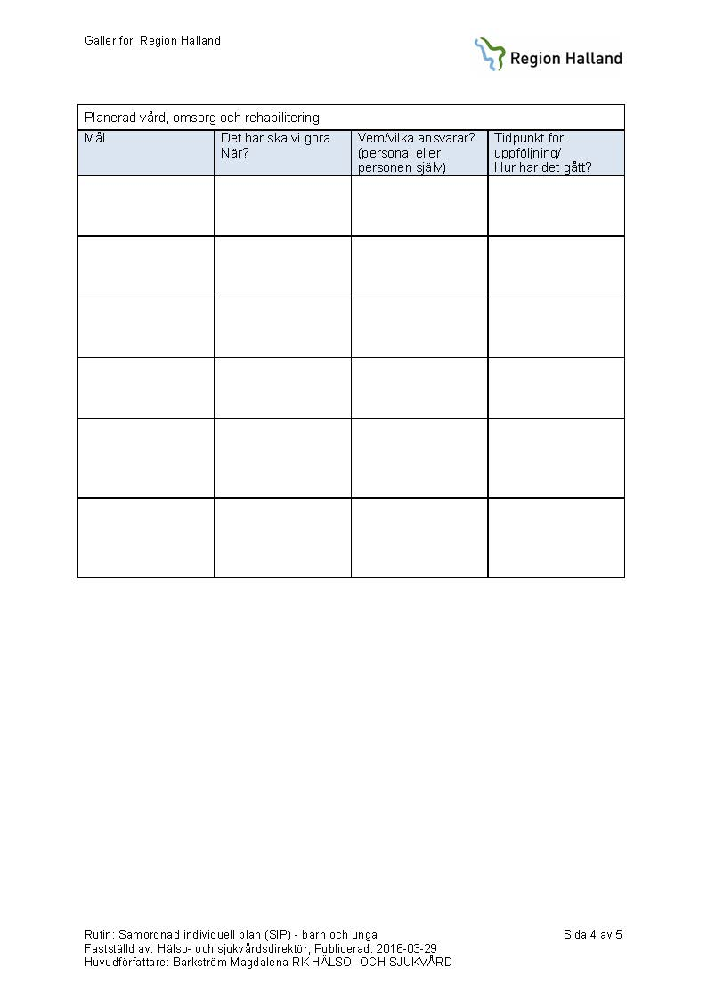 Gäller för: Region Halland
Region Halland
Planerad vård, omsorg och rehabilitering
Mål
Det här ska vi göra
När?
Vem/vilka ansvarar?
(personal eller
personen själv)
Tidpunkt för
uppföljning/
Hur har det gått?
Rutin: Samordnad individuell plan (SIP) - barn och unga
Sida 4 av 5
Fastställd av: Hälso- och sjukvårdsdirektör, Publicerad: 2016-03-29
Huvudförfattare: Barkström Magdalena RK HÄLSO -OCH SJUKVÅRD